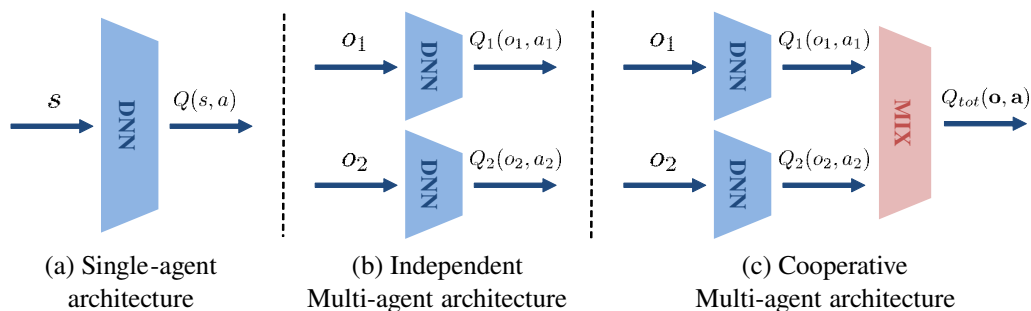 s
DNN
Q(s, a)
(a) Single-agent
architecture
o₁
DNN
Q₁(o₁, a₁)
o₂
DNN
Q₂(o₂, a₂)
(b) Independent
Multi-agent architecture
o₁
DNN
Q₁(o₁, a₁)
o₂
DNN
Q₂(o₂, a₂)
MIX
Qₜₒₜ(𝐨, 𝐚)
(c) Cooperative
Multi-agent architecture